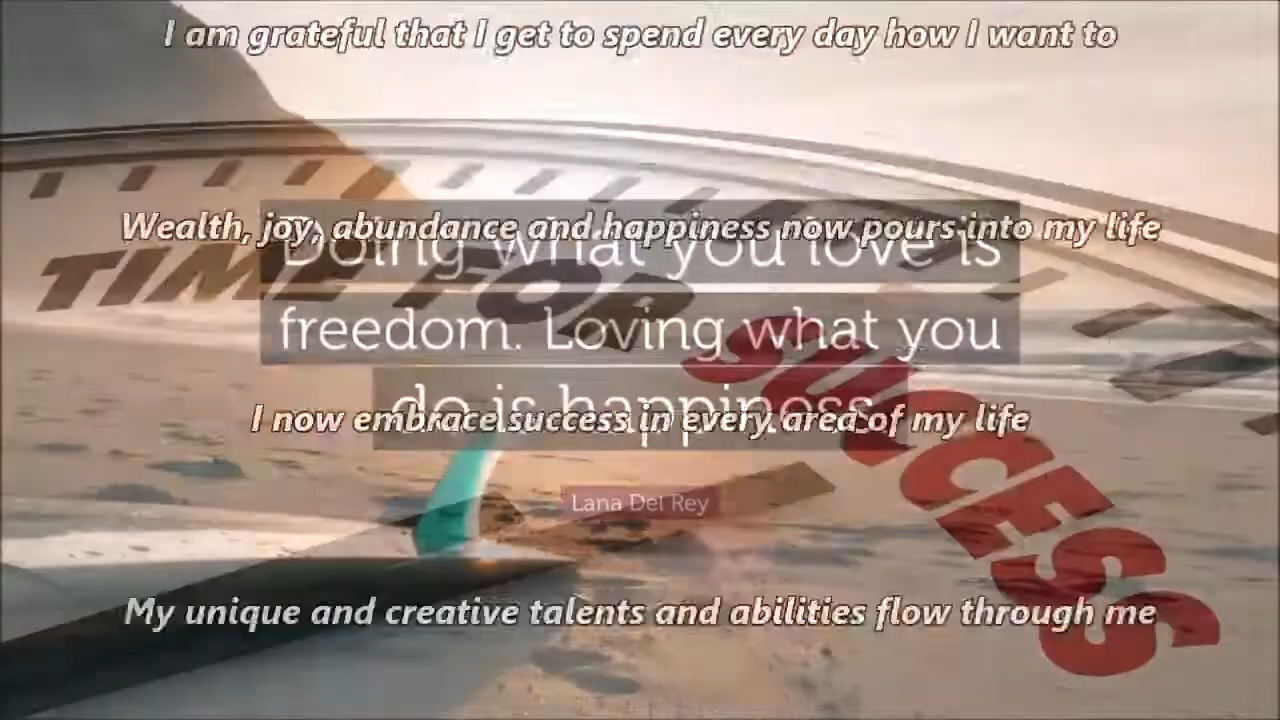 I am grateful that I get to spend every day how I want to
Wealth, joy, abundance and happiness now pours into my life
Doing what you love is
TIME FOR
freedom. Loving what you
SUCCESS
do is happiness.
I now embrace success in every area of my life
Lana Del Rey
My unique and creative talents and abilities flow through me